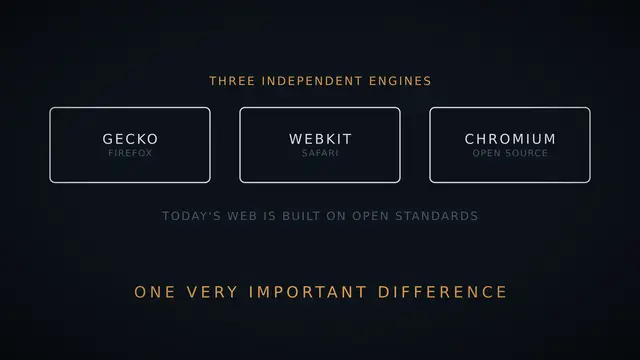 THREE INDEPENDENT ENGINES
GECKO
FIREFOX
WEBKIT
SAFARI
CHROMIUM
OPEN SOURCE
TODAY'S WEB IS BUILT ON OPEN STANDARDS
ONE VERY IMPORTANT DIFFERENCE